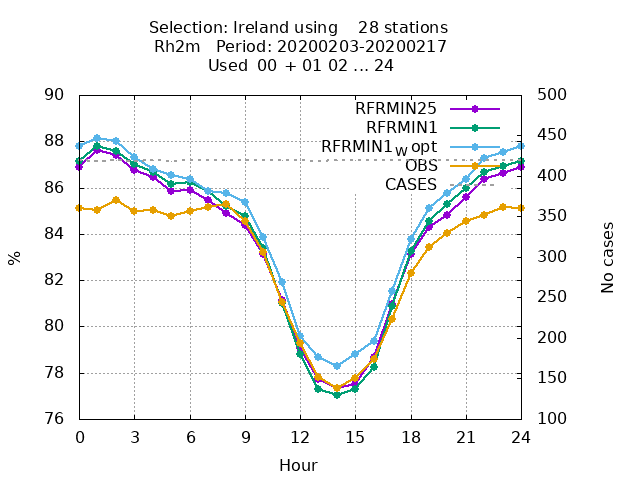 Selection: Ireland using    28 stations
Rh2m   Period: 20200203-20200217
Used  00 + 01 02 ... 24
90 500
RFRMIN25
RFRMIN1
88 450
RFRMIN1W opt
OBS
400
86 CASES
350
84
300
%
82
No cases
250
80
200
78
150
76 100
0 3 6 9 12 15 18 21 24
Hour